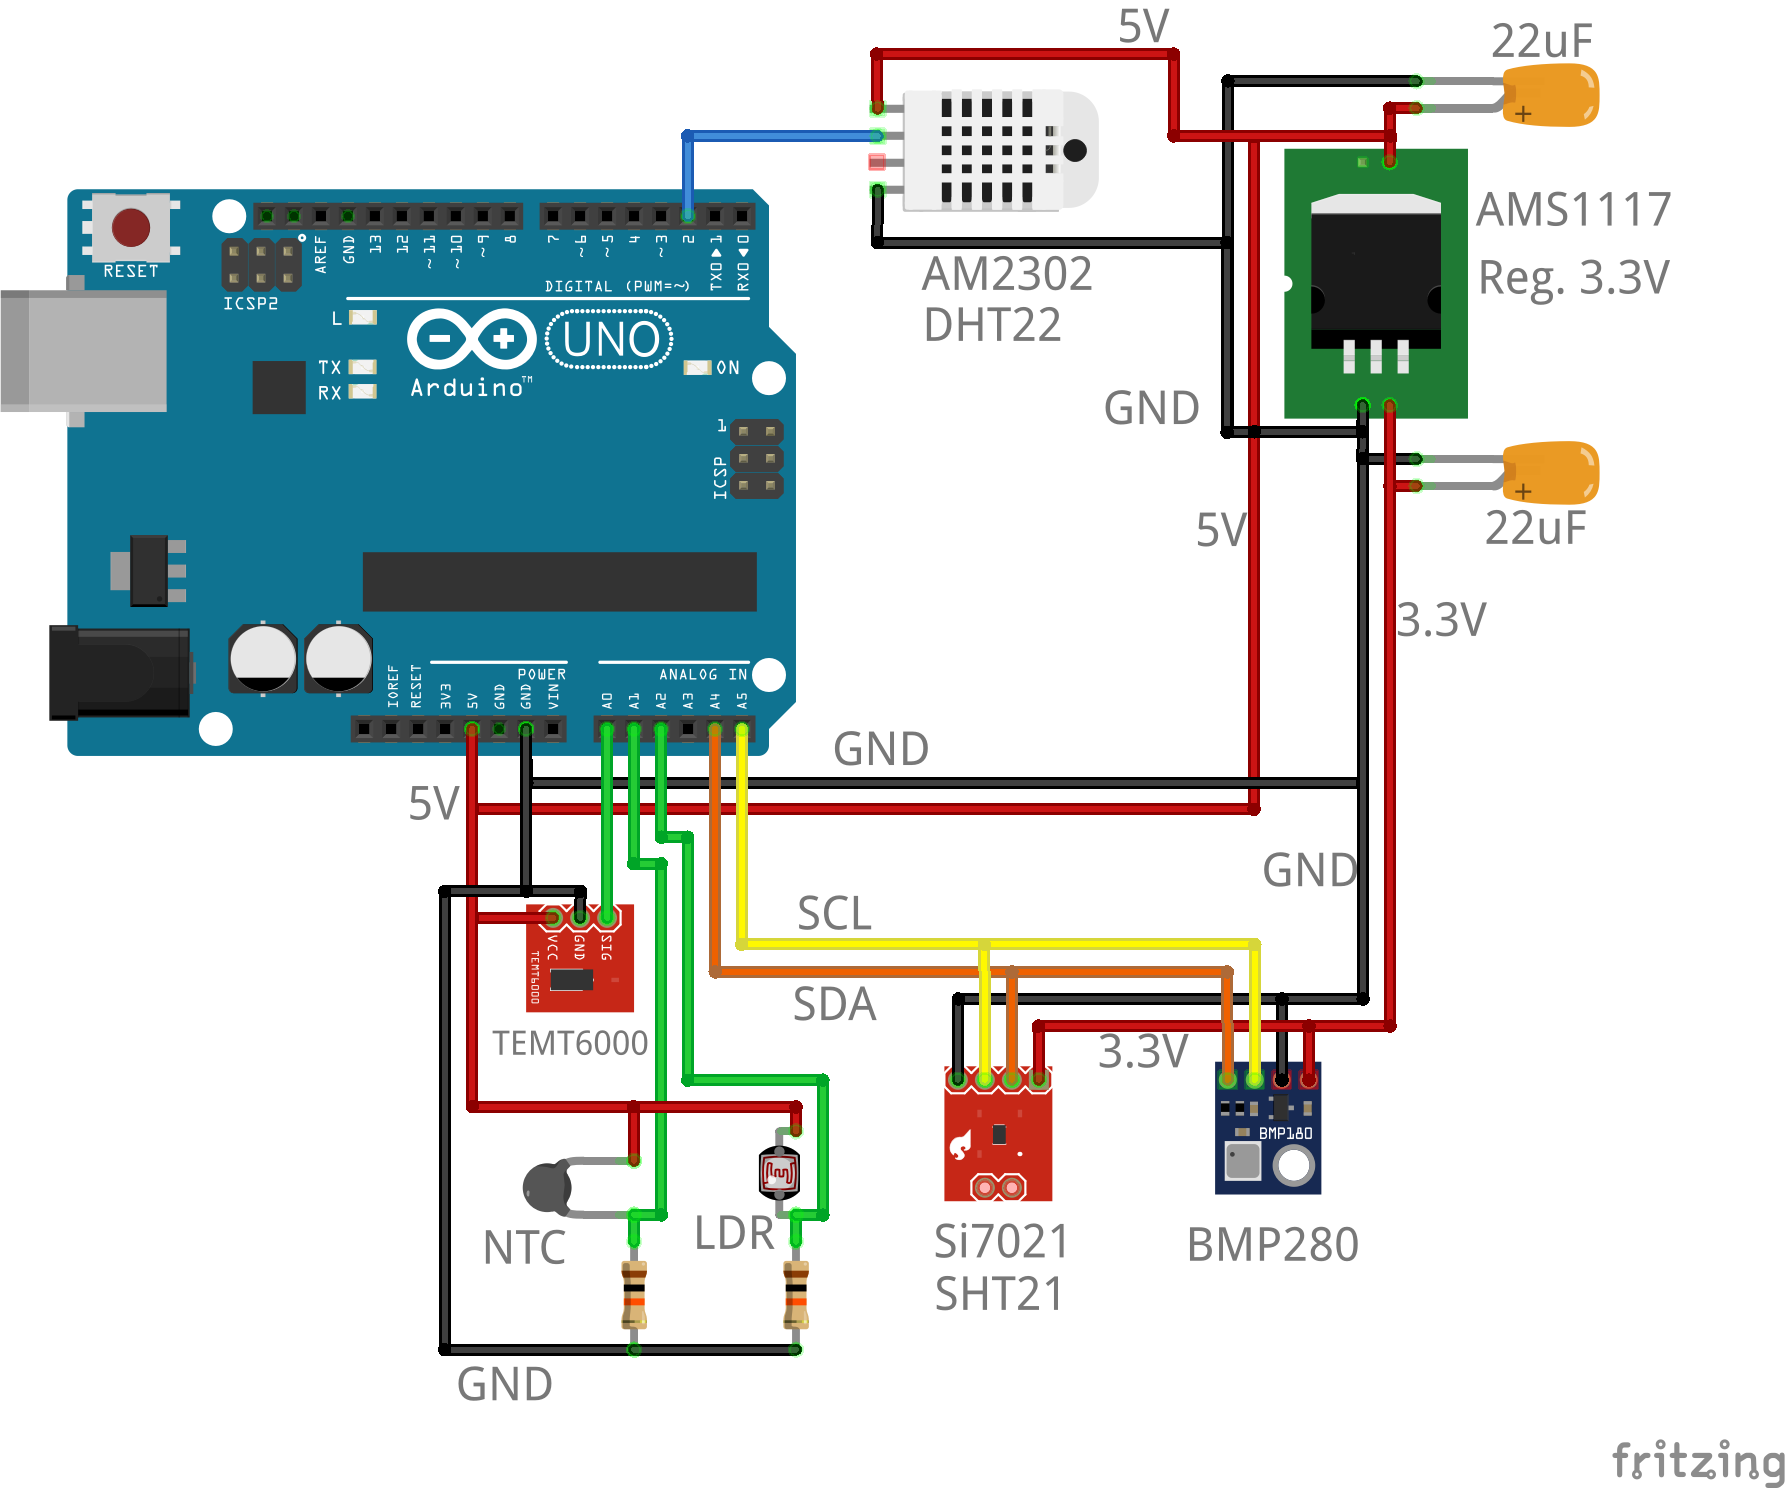 5V
22uF
AMS1117
Reg. 3.3V
AM2302
DHT22
GND
5V
22uF
3.3V
RESET
ICSP2
AREF
GND
13
12
~11
~10
~9
8
7
~6
~5
4
~3
2
TX0▶1
RX0◀0
DIGITAL (PWM=~)
L
TX
RX
UNO
Arduino™
ON
1
ICSP
POWER
ANALOG IN
IOREF
RESET
3V3
5V
GND
GND
VIN
A0
A1
A2
A3
A4
A5
GND
5V
GND
SCL
SDA
VCC
GND
SIG
TEMT6000
TEMT6000
3.3V
BMP180
NTC
LDR
Si7021
SHT21
BMP280
+
+
GND
fritzing